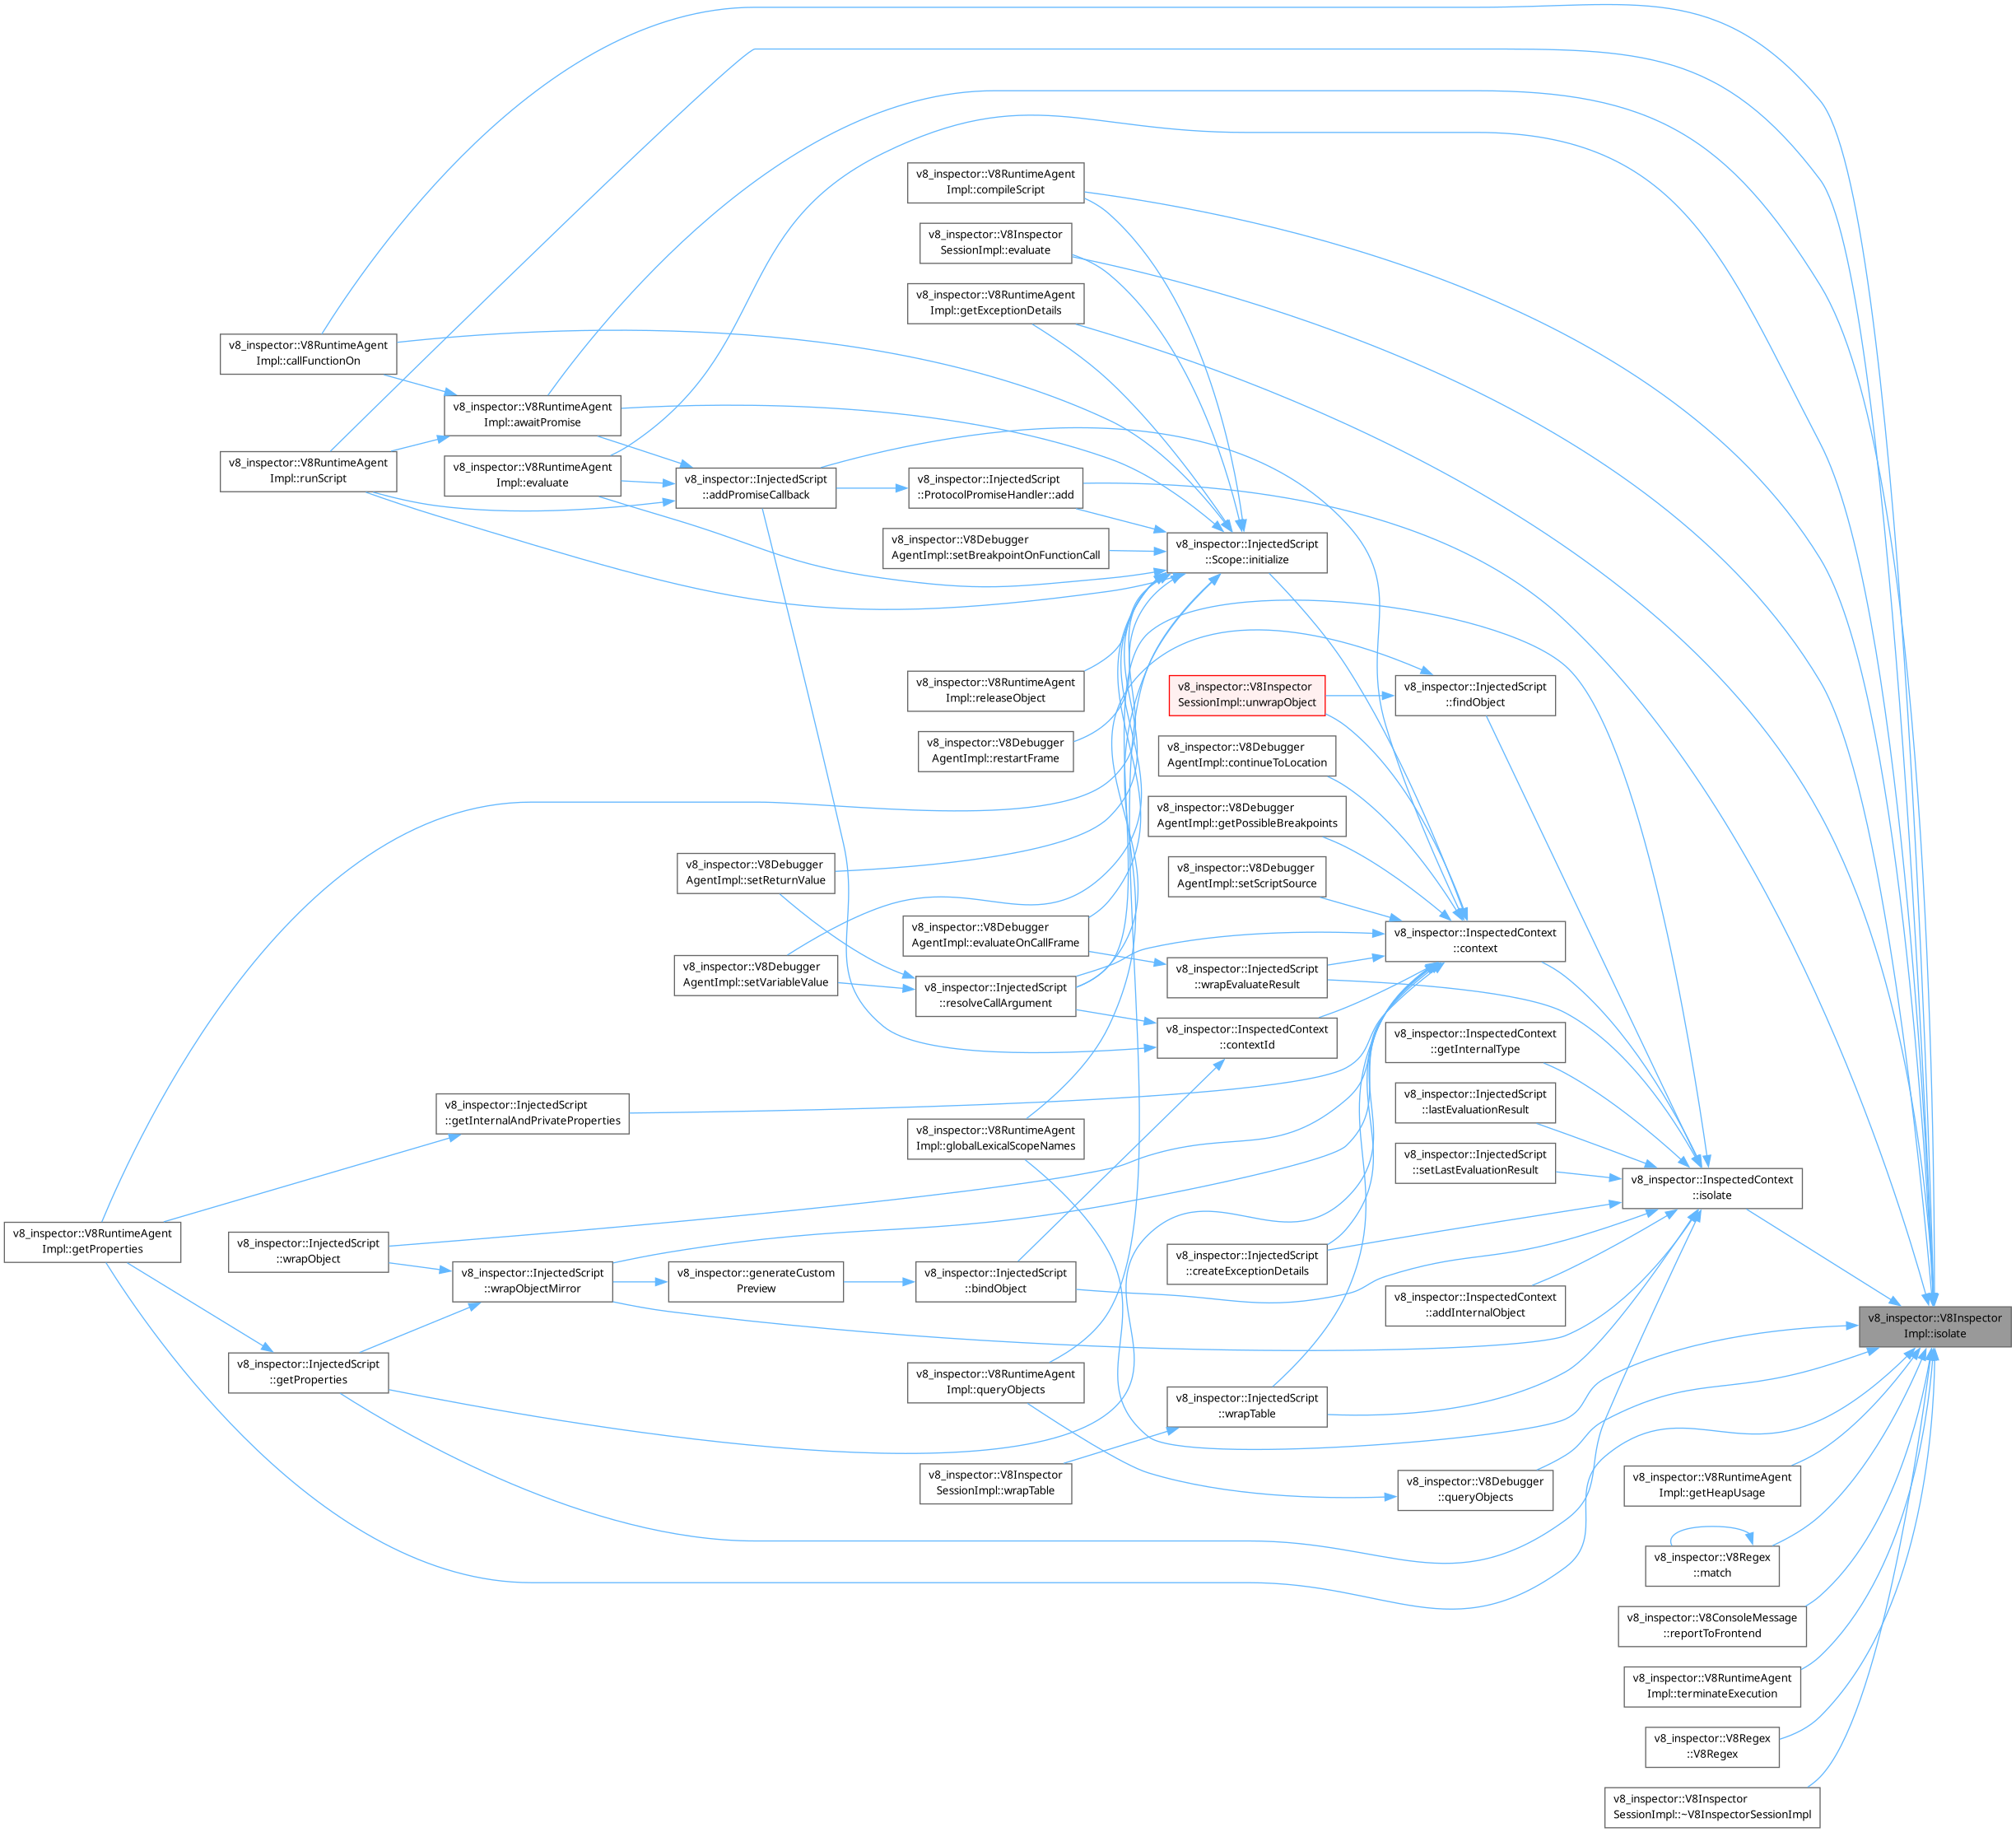 v8_inspector::V8RuntimeAgent
Impl::compileScript
v8_inspector::V8Inspector
SessionImpl::evaluate
v8_inspector::V8RuntimeAgent
Impl::getExceptionDetails
v8_inspector::V8RuntimeAgent
Impl::callFunctionOn
v8_inspector::V8RuntimeAgent
Impl::awaitPromise
v8_inspector::V8RuntimeAgent
Impl::runScript
v8_inspector::V8RuntimeAgent
Impl::evaluate
v8_inspector::InjectedScript
::addPromiseCallback
v8_inspector::InjectedScript
::ProtocolPromiseHandler::add
v8_inspector::V8Debugger
AgentImpl::setBreakpointOnFunctionCall
v8_inspector::InjectedScript
::Scope::initialize
v8_inspector::V8RuntimeAgent
Impl::releaseObject
v8_inspector::V8Inspector
SessionImpl::unwrapObject
v8_inspector::InjectedScript
::findObject
v8_inspector::V8Debugger
AgentImpl::restartFrame
v8_inspector::V8Debugger
AgentImpl::continueToLocation
v8_inspector::V8Debugger
AgentImpl::getPossibleBreakpoints
v8_inspector::V8Debugger
AgentImpl::setReturnValue
v8_inspector::V8Debugger
AgentImpl::setScriptSource
v8_inspector::V8Debugger
AgentImpl::evaluateOnCallFrame
v8_inspector::InspectedContext
::context
v8_inspector::V8Debugger
AgentImpl::setVariableValue
v8_inspector::InjectedScript
::resolveCallArgument
v8_inspector::InjectedScript
::wrapEvaluateResult
v8_inspector::InspectedContext
::contextId
v8_inspector::InspectedContext
::getInternalType
v8_inspector::InjectedScript
::lastEvaluationResult
v8_inspector::InjectedScript
::getInternalAndPrivateProperties
v8_inspector::V8RuntimeAgent
Impl::globalLexicalScopeNames
v8_inspector::InjectedScript
::setLastEvaluationResult
v8_inspector::InspectedContext
::isolate
v8_inspector::V8RuntimeAgent
Impl::getProperties
v8_inspector::InjectedScript
::wrapObject
v8_inspector::InjectedScript
::wrapObjectMirror
v8_inspector::generateCustom
Preview
v8_inspector::InjectedScript
::bindObject
v8_inspector::InjectedScript
::createExceptionDetails
v8_inspector::InspectedContext
::addInternalObject
v8_inspector::V8Inspector
Impl::isolate
v8_inspector::InjectedScript
::getProperties
v8_inspector::V8RuntimeAgent
Impl::queryObjects
v8_inspector::InjectedScript
::wrapTable
v8_inspector::V8Inspector
SessionImpl::wrapTable
v8_inspector::V8Debugger
::queryObjects
v8_inspector::V8RuntimeAgent
Impl::getHeapUsage
v8_inspector::V8Regex
::match
v8_inspector::V8ConsoleMessage
::reportToFrontend
v8_inspector::V8RuntimeAgent
Impl::terminateExecution
v8_inspector::V8Regex
::V8Regex
v8_inspector::V8Inspector
SessionImpl::~V8InspectorSessionImpl